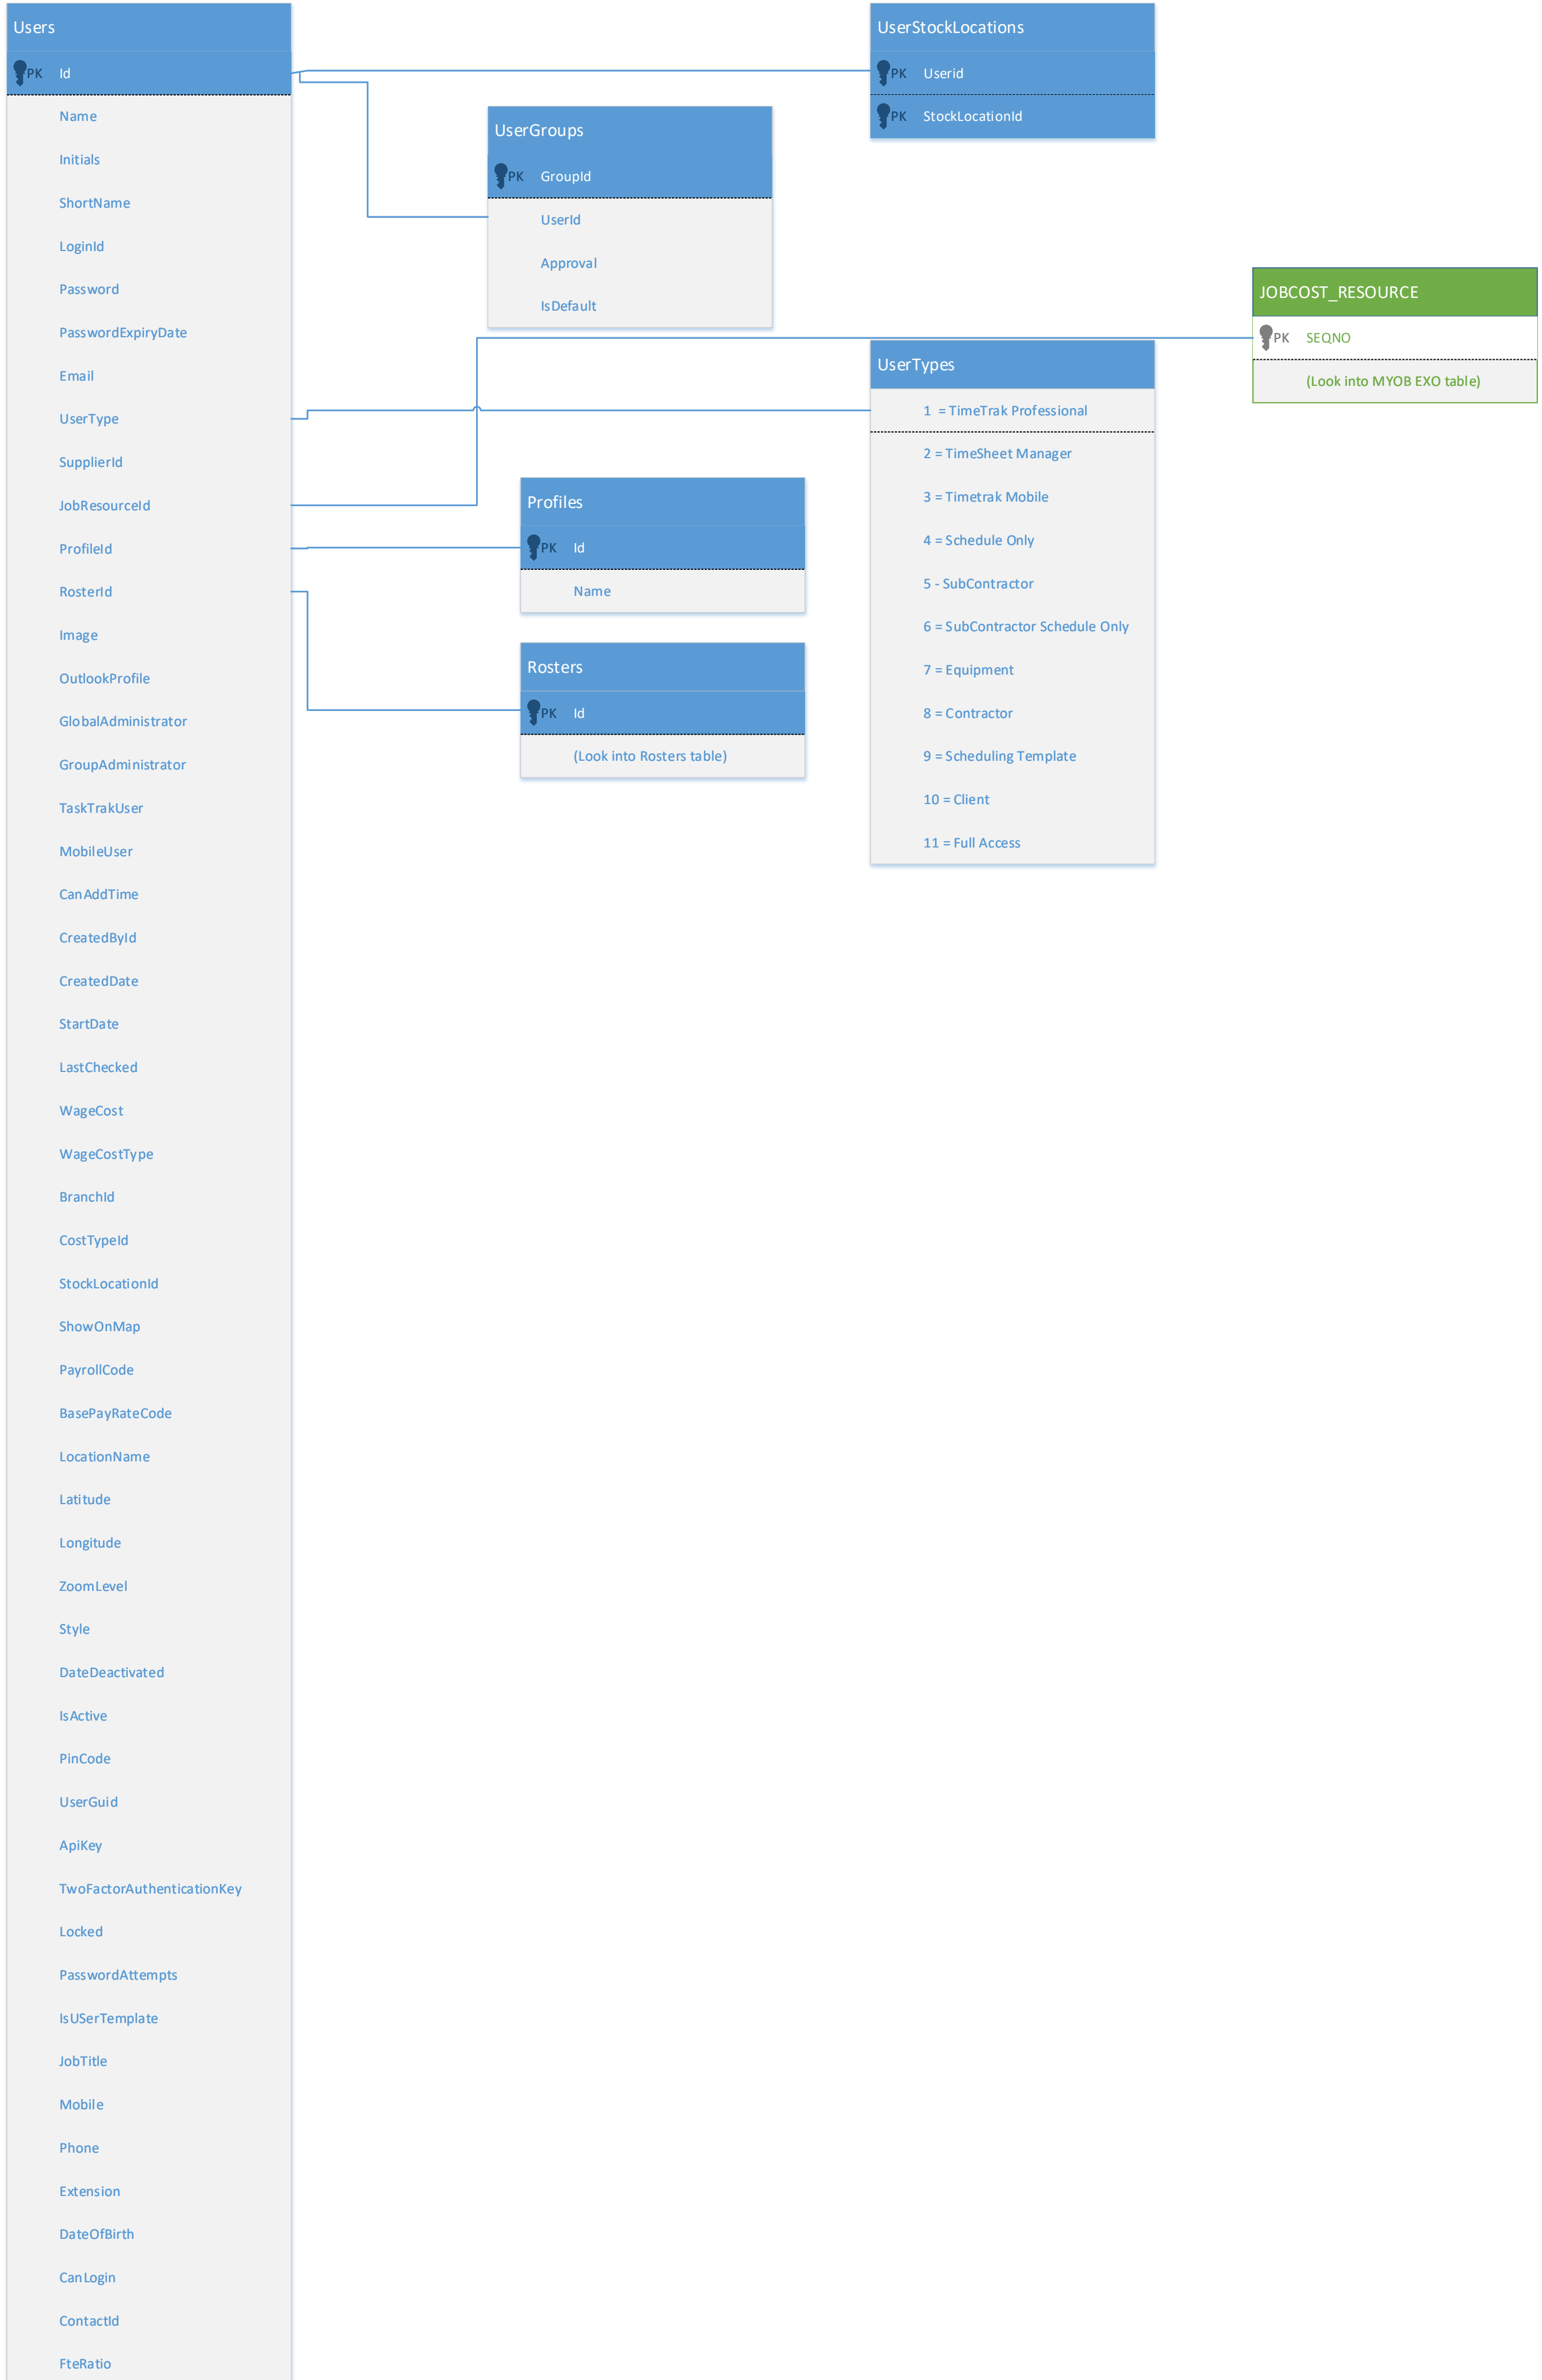 Users
PK Id
Name
Initials
ShortName
LoginId
Password
PasswordExpiryDate
Email
UserType
SupplierId
JobResourceId
ProfileId
RosterId
Image
OutlookProfile
GlobalAdministrator
GroupAdministrator
TaskTrakUser
MobileUser
CanAddTime
CreatedById
CreatedDate
StartDate
LastChecked
WageCost
WageCostType
BranchId
CostTypeId
StockLocationId
ShowOnMap
PayrollCode
BasePayRateCode
LocationName
Latitude
Longitude
ZoomLevel
Style
DateDeactivated
IsActive
PinCode
UserGuid
ApiKey
TwoFactorAuthenticationKey
Locked
PasswordAttempts
IsUSerTemplate
JobTitle
Mobile
Phone
Extension
DateOfBirth
CanLogin
ContactId
FteRatio
UserGroups
PK GroupId
UserId
Approval
IsDefault
Profiles
PK Id
Name
Rosters
PK Id
(Look into Rosters table)
UserStockLocations
PK Userid
PK StockLocationId
UserTypes
1 = TimeTrak Professional
2 = TimeSheet Manager
3 = Timetrak Mobile
4 = Schedule Only
5 - SubContractor
6 = SubContractor Schedule Only
7 = Equipment
8 = Contractor
9 = Scheduling Template
10 = Client
11 = Full Access
JOBCOST_RESOURCE
PK SEQNO
(Look into MYOB EXO table)